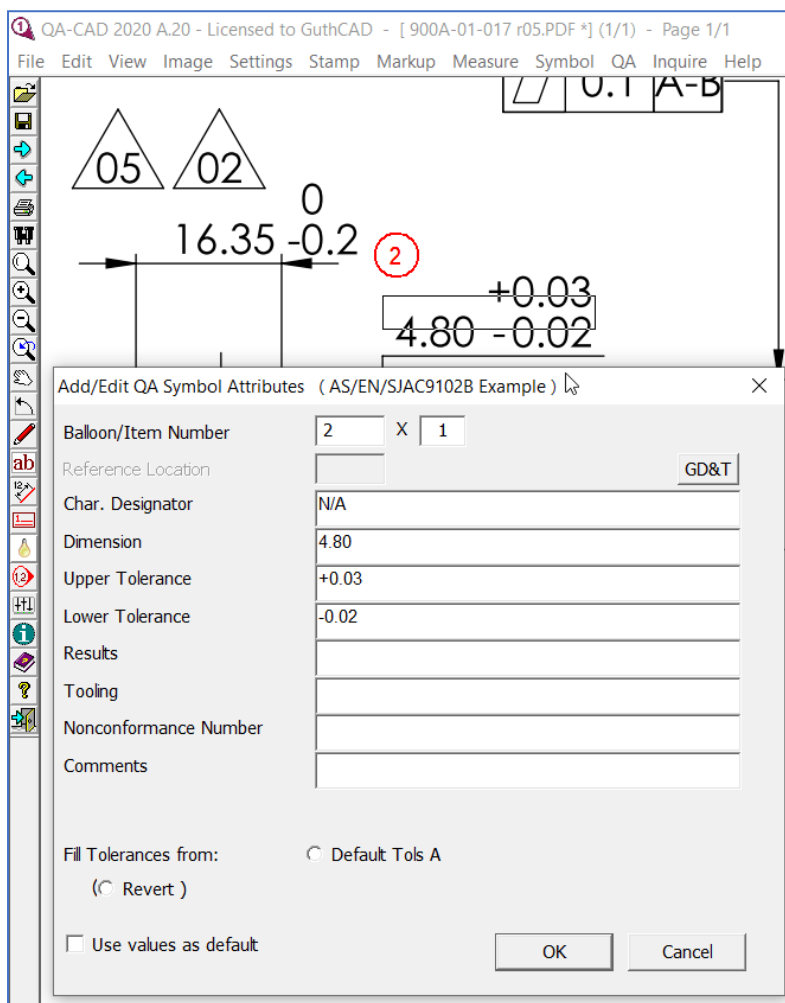 QA-CAD 2020 A.20 - Licensed to GuthCAD - [ 900A-01-017 r05.PDF *] (1/1) - Page 1/1
File Edit View Image Settings Stamp Markup Measure Symbol QA Inquire Help
0.1 A-B
05 02
0
16.35 -0.2 2
+0.03
4.80 -0.02
Add/Edit QA Symbol Attributes ( AS/EN/SJAC9102B Example )
Balloon/Item Number 2 X 1
Reference Location GD&T
Char. Designator N/A
Dimension 4.80
Upper Tolerance +0.03
Lower Tolerance -0.02
Results
Tooling
Nonconformance Number
Comments
Fill Tolerances from: Default Tols A
( Revert )
Use values as default OK Cancel
ab
12
1
12
i
?